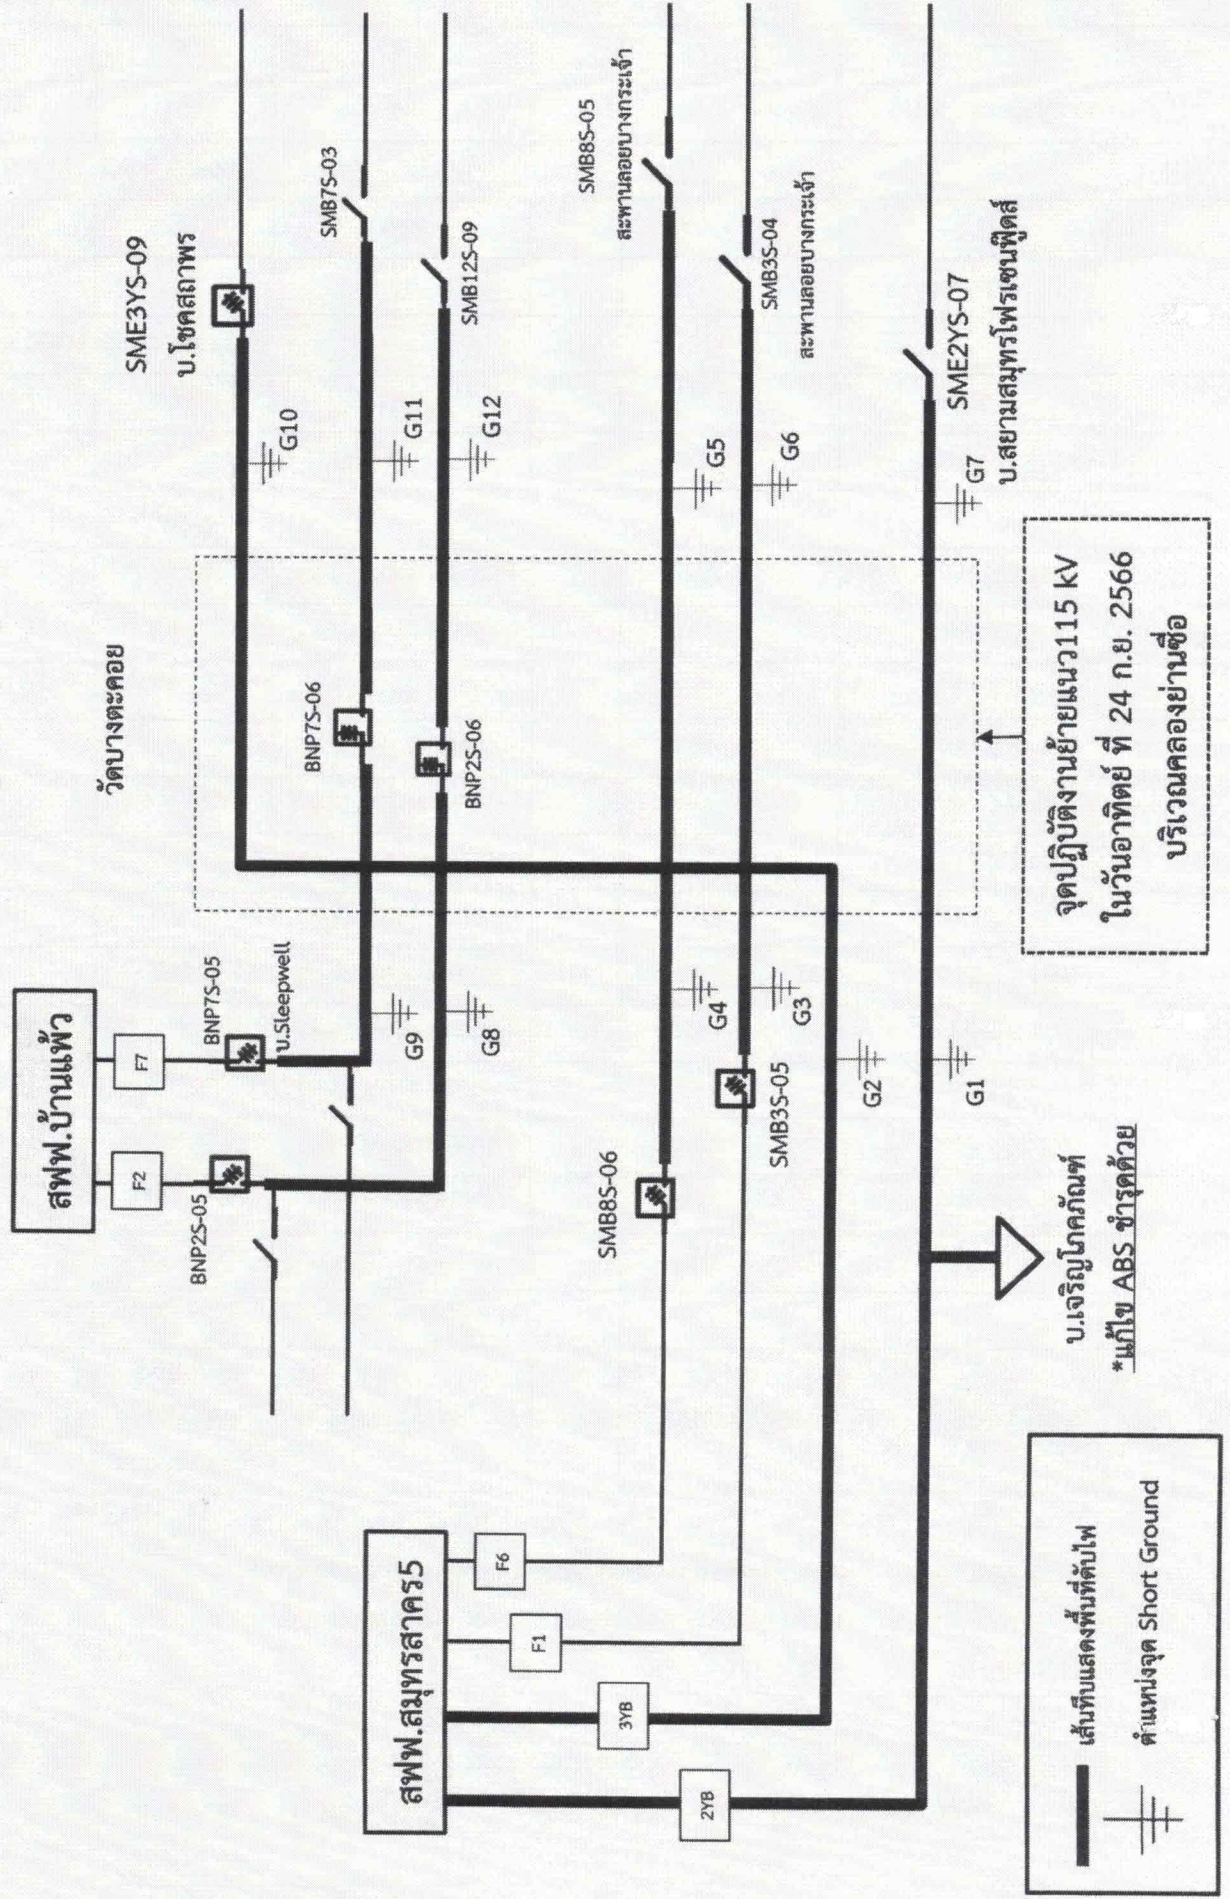 สฟฟ.บ้านแพ้ว
F2
F7
BNP2S-05
BNP7S-05
บ.Sleepwell
วัดบางตะคอย
SME3YS-09
บ.โชคสถาพร
BNP7S-06
SMB7S-03
BNP2S-06
SMB12S-09
G9
G8
G10
G11
G12
สฟฟ.สมุทรสาคร5
2YB
3YB
F1
F6
SMB8S-06
SMB3S-05
G4
G3
G2
G1
G5
G6
G7
SMB8S-05
สะพานลอยบางกระเจ้า
SMB3S-04
สะพานลอยบางกระเจ้า
SME2YS-07
บ.สยามสมุทรโฟรเซนฟู๊ดส์
บ.เจริญโภคภัณฑ์
*แก้ไข ABS ชำรุดด้วย
จุดปฏิบัติงานย้ายแนว115 kV
ในวันอาทิตย์ ที่ 24 ก.ย. 2566
บริเวณคลองย่านซื่อ
เส้นทึบแสดงพื้นที่ดับไฟ
ตำแหน่งจุด Short Ground